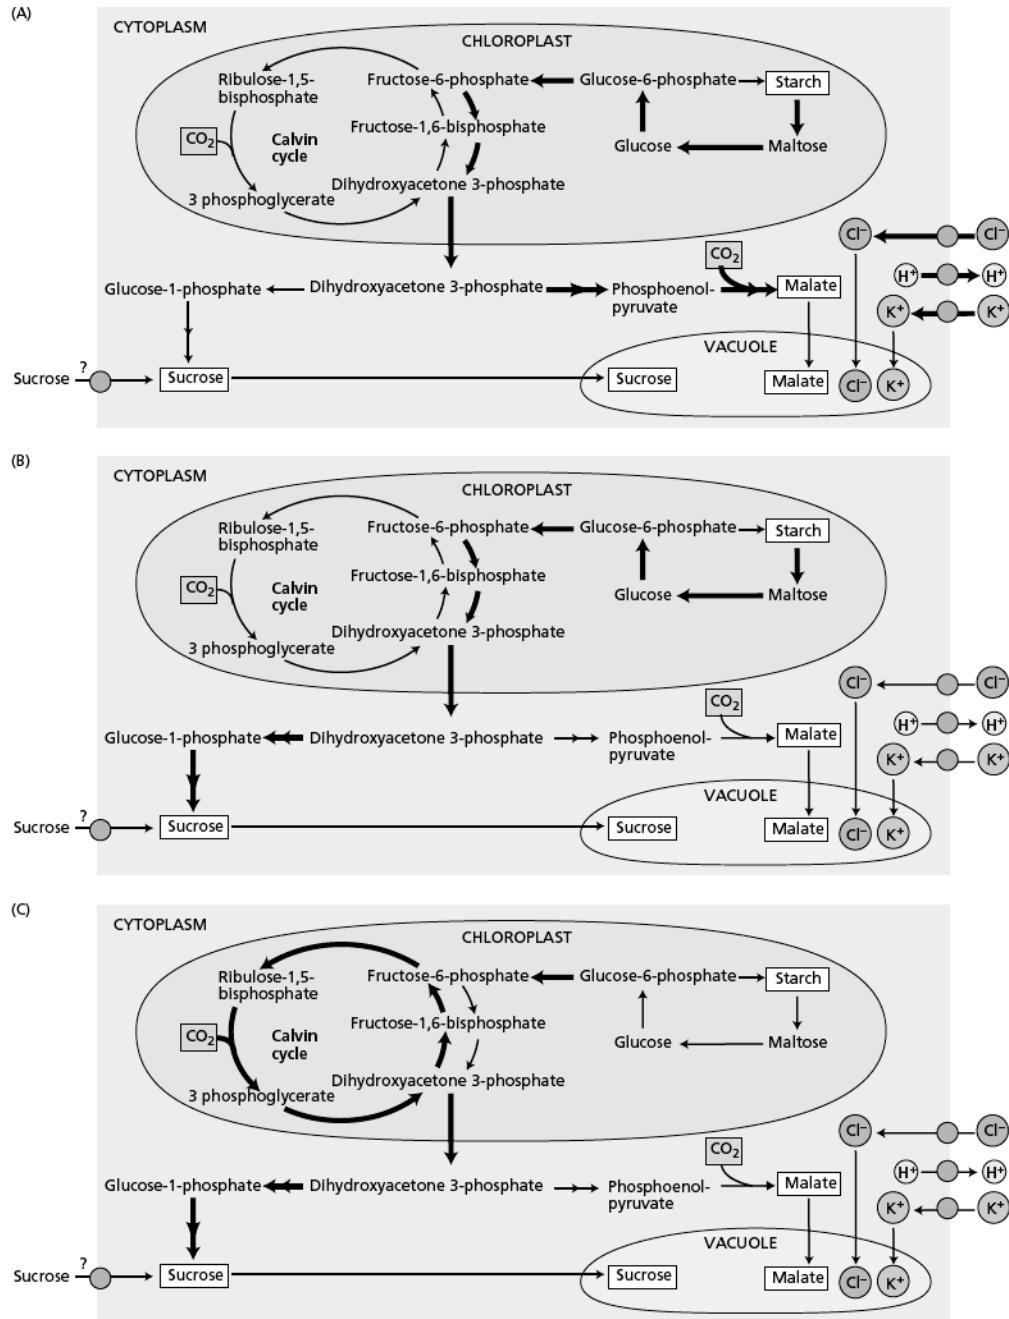 (A)
CYTOPLASM
CHLOROPLAST
Ribulose-1,5-
bisphosphate
Fructose-6-phosphate
Glucose-6-phosphate
Starch
Fructose-1,6-bisphosphate
CO2
Calvin
cycle
Glucose
Maltose
Dihydroxyacetone 3-phosphate
3 phosphoglycerate
Cl− Cl−
CO2
H+ H+
Glucose-1-phosphate
Dihydroxyacetone 3-phosphate
Phosphoenol-
pyruvate
Malate
K+ K+
VACUOLE
?
Sucrose
Sucrose
Sucrose
Malate
Cl−
K+
(B)
CYTOPLASM
CHLOROPLAST
Ribulose-1,5-
bisphosphate
Fructose-6-phosphate
Glucose-6-phosphate
Starch
Fructose-1,6-bisphosphate
CO2
Calvin
cycle
Glucose
Maltose
Dihydroxyacetone 3-phosphate
3 phosphoglycerate
Cl− Cl−
CO2
H+ H+
Glucose-1-phosphate
Dihydroxyacetone 3-phosphate
Phosphoenol-
pyruvate
Malate
K+ K+
VACUOLE
?
Sucrose
Sucrose
Sucrose
Malate
Cl−
K+
(C)
CYTOPLASM
CHLOROPLAST
Ribulose-1,5-
bisphosphate
Fructose-6-phosphate
Glucose-6-phosphate
Starch
Fructose-1,6-bisphosphate
CO2
Calvin
cycle
Glucose
Maltose
Dihydroxyacetone 3-phosphate
3 phosphoglycerate
Cl− Cl−
CO2
H+ H+
Glucose-1-phosphate
Dihydroxyacetone 3-phosphate
Phosphoenol-
pyruvate
Malate
K+ K+
VACUOLE
?
Sucrose
Sucrose
Sucrose
Malate
Cl−
K+